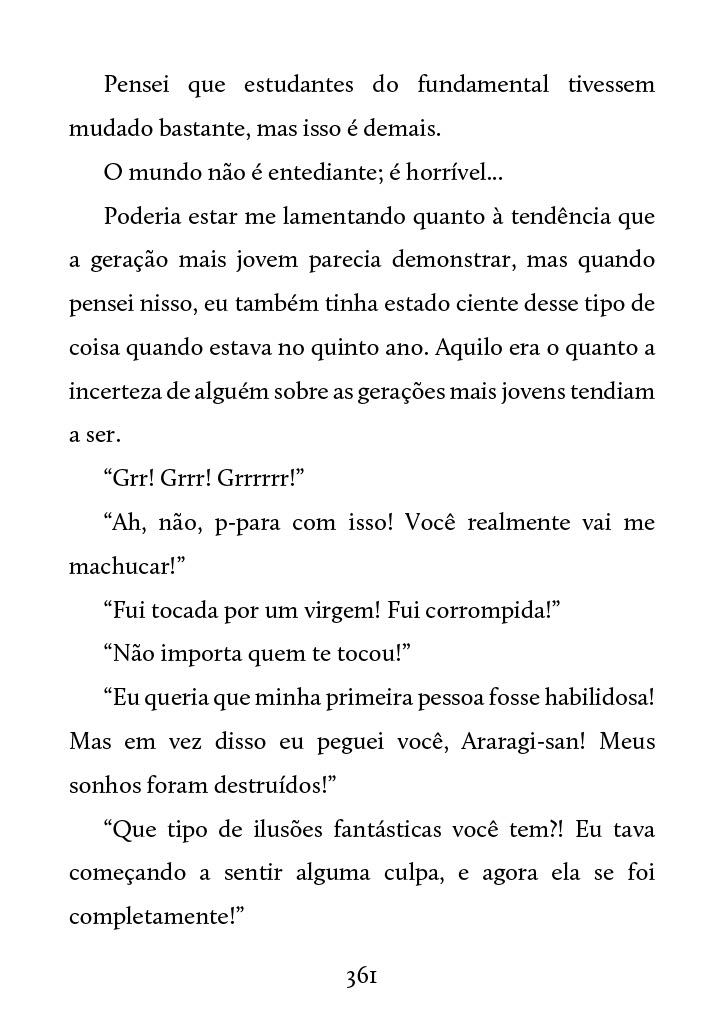 Pensei que estudantes do fundamental tivessem
mudado bastante, mas isso é demais.
O mundo não é entediante; é horrível...
Poderia estar me lamentando quanto à tendência que
a geração mais jovem parecia demonstrar, mas quando
pensei nisso, eu também tinha estado ciente desse tipo de
coisa quando estava no quinto ano. Aquilo era o quanto a
incerteza de alguém sobre as gerações mais jovens tendiam
a ser.
“Grr! Grrr! Grrrrrr!”
“Ah, não, p-para com isso! Você realmente vai me
machucar!”
“Fui tocada por um virgem! Fui corrompida!”
“Não importa quem te tocou!”
“Eu queria que minha primeira pessoa fosse habilidosa!
Mas em vez disso eu peguei você, Araragi-san! Meus
sonhos foram destruídos!”
“Que tipo de ilusões fantásticas você tem?! Eu tava
começando a sentir alguma culpa, e agora ela se foi
completamente!”
361